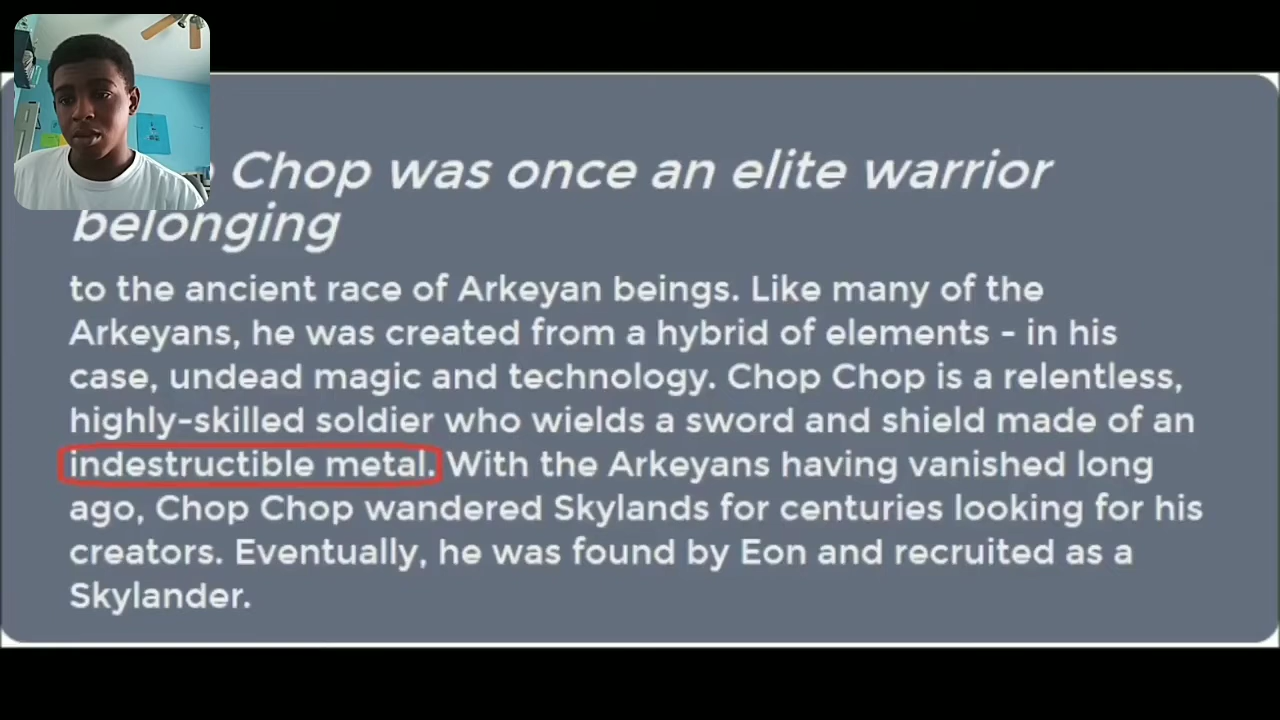 Chop was once an elite warrior
belonging
to the ancient race of Arkeyan beings. Like many of the
Arkeyans, he was created from a hybrid of elements - in his
case, undead magic and technology. Chop Chop is a relentless,
highly-skilled soldier who wields a sword and shield made of an
indestructible metal. With the Arkeyans having vanished long
ago, Chop Chop wandered Skylands for centuries looking for his
creators. Eventually, he was found by Eon and recruited as a
Skylander.